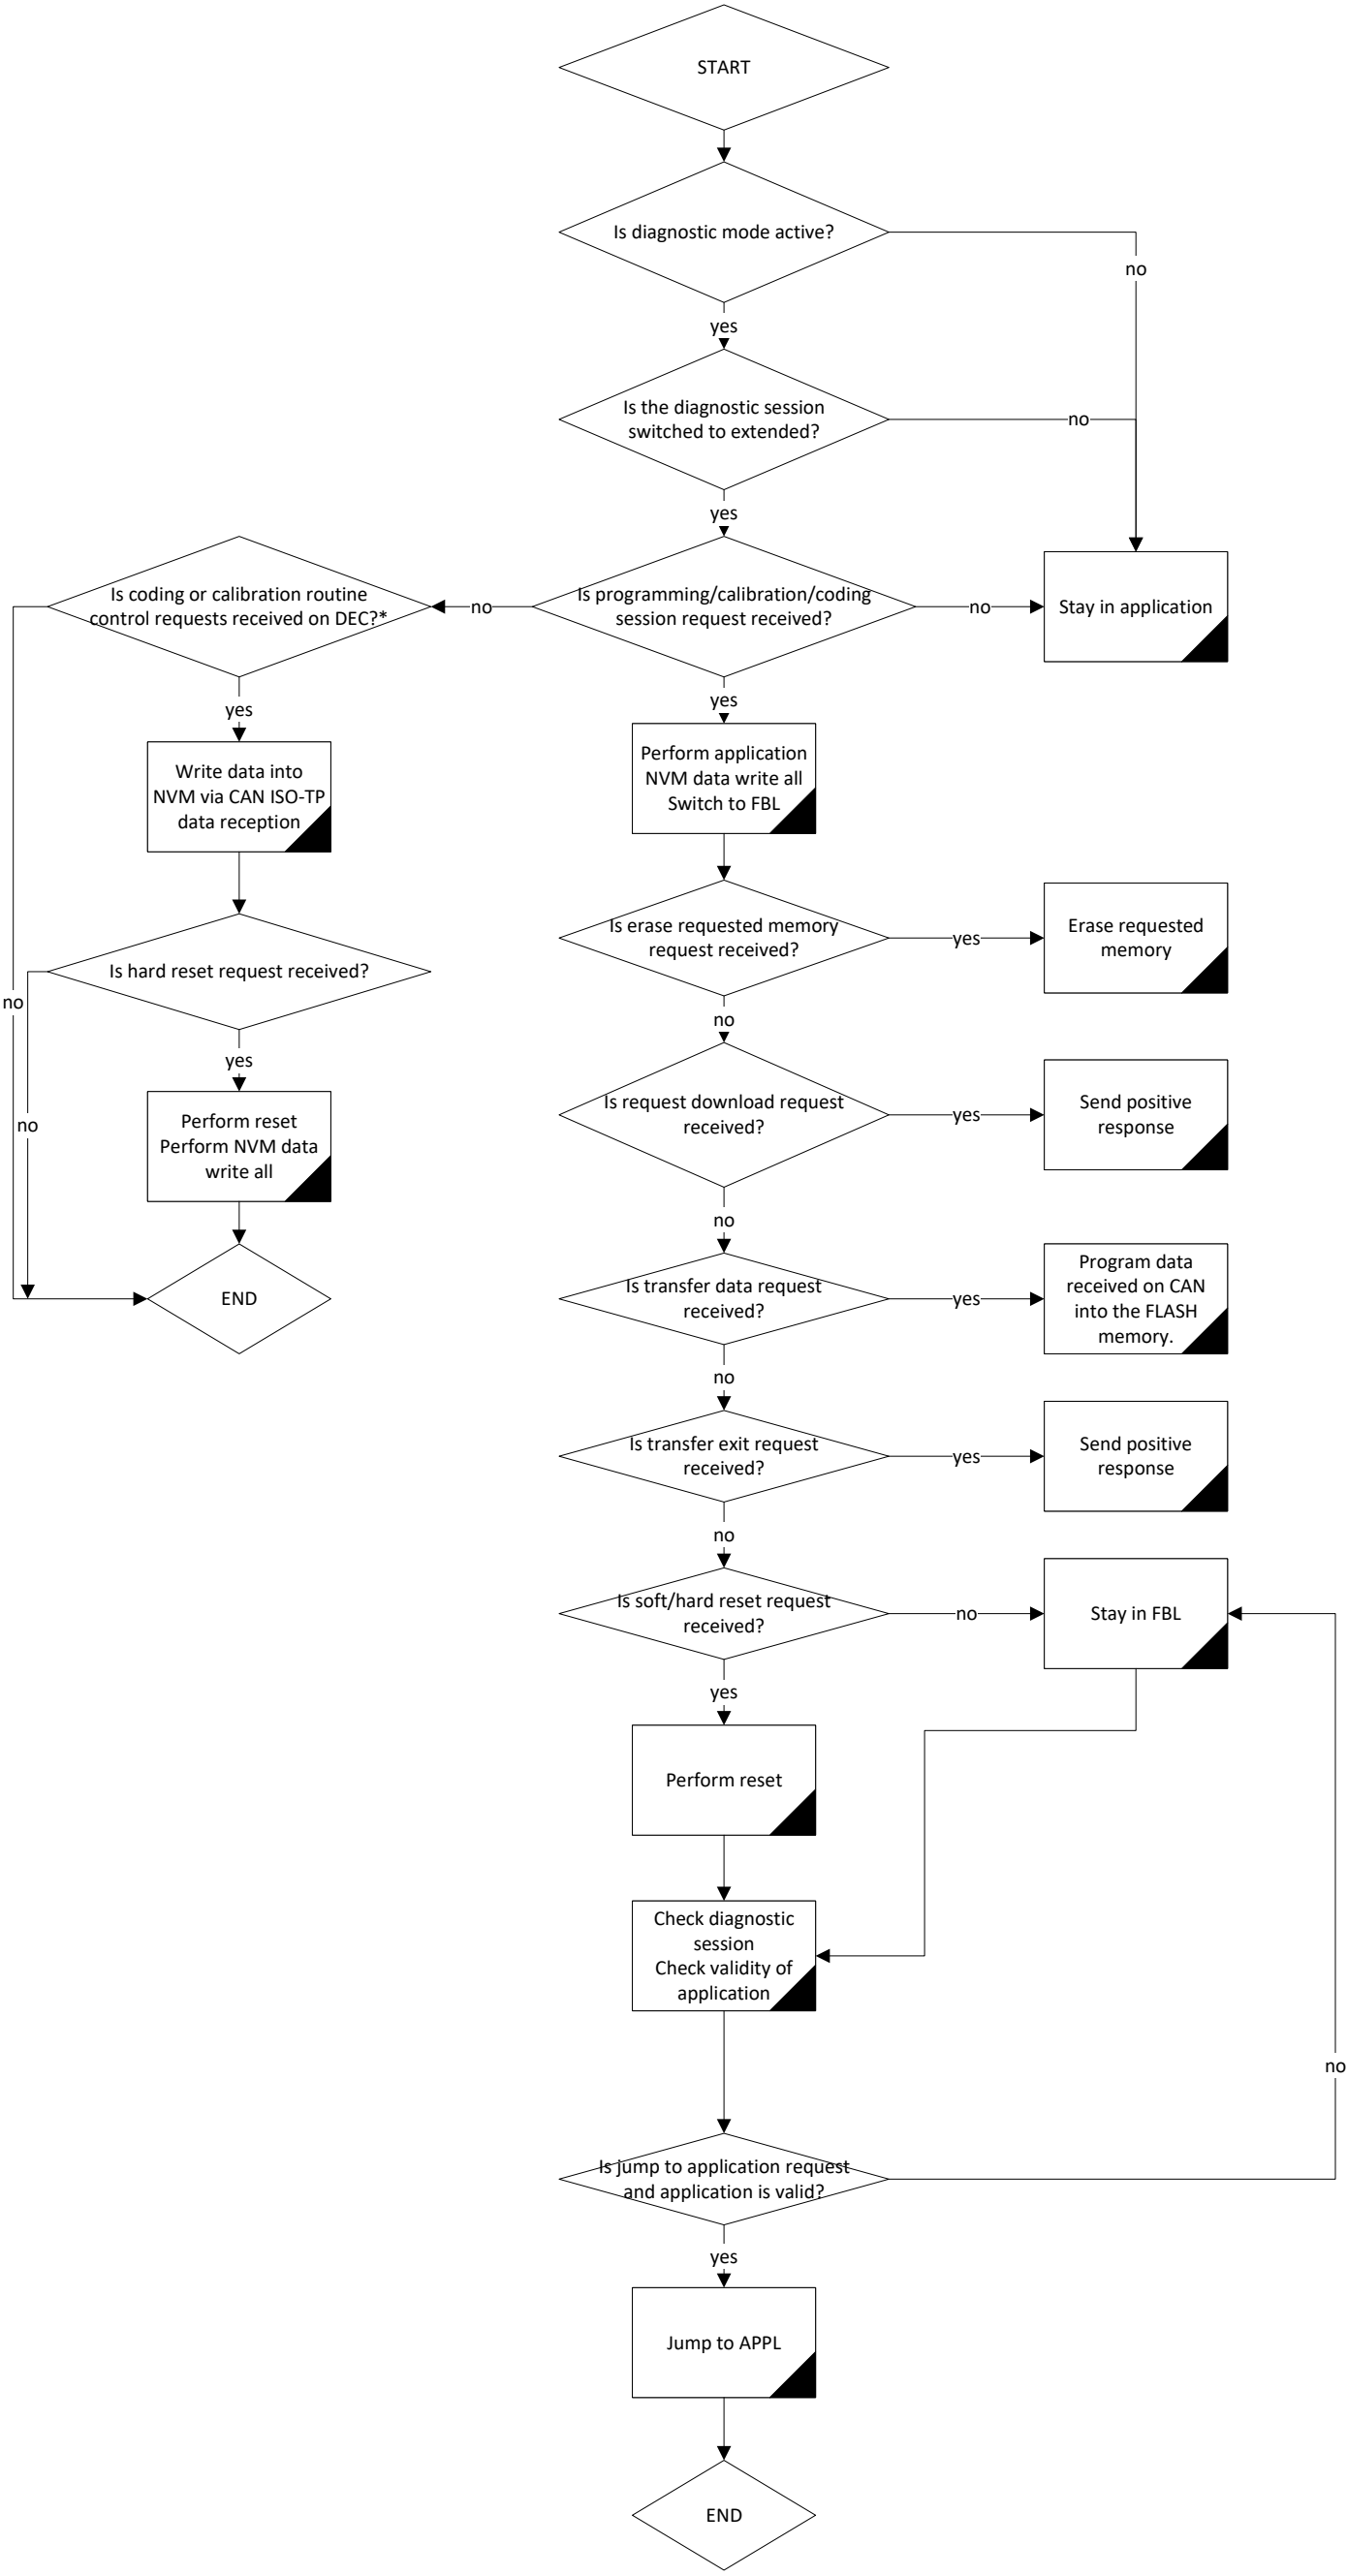 START
Is diagnostic mode active?
no
yes
Is the diagnostic session
switched to extended?
no
yes
Is coding or calibration routine
control requests received on DEC?*
no
Is programming/calibration/coding
session request received?
no
Stay in application
yes
yes
Write data into
NVM via CAN ISO-TP
data reception
Perform application
NVM data write all
Switch to FBL
Is erase requested memory
request received?
yes
Erase requested
memory
Is hard reset request received?
no
no
yes
Is request download request
received?
yes
Send positive
response
Perform reset
Perform NVM data
write all
no
no
END
Is transfer data request
received?
yes
Program data
received on CAN
into the FLASH
memory.
no
Is transfer exit request
received?
yes
Send positive
response
no
Is soft/hard reset request
received?
no
Stay in FBL
yes
Perform reset
Check diagnostic
session
Check validity of
application
no
Is jump to application request
and application is valid?
yes
Jump to APPL
END